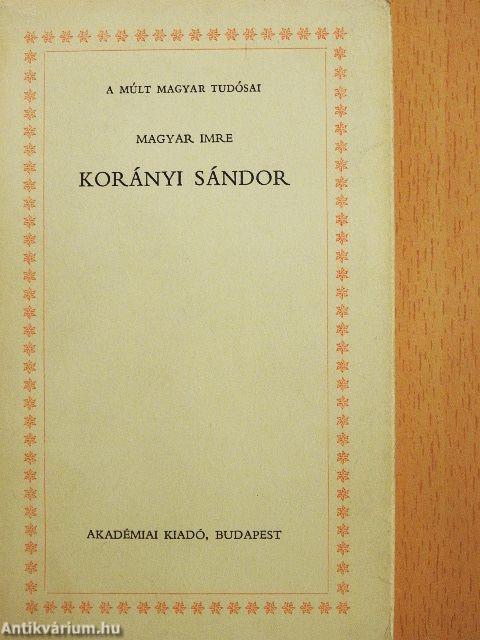 A MÚLT MAGYAR TUDÓSAI
MAGYAR IMRE
KORÁNYI SÁNDOR
AKADÉMIAI KIADÓ, BUDAPEST
Antikvárium.hu